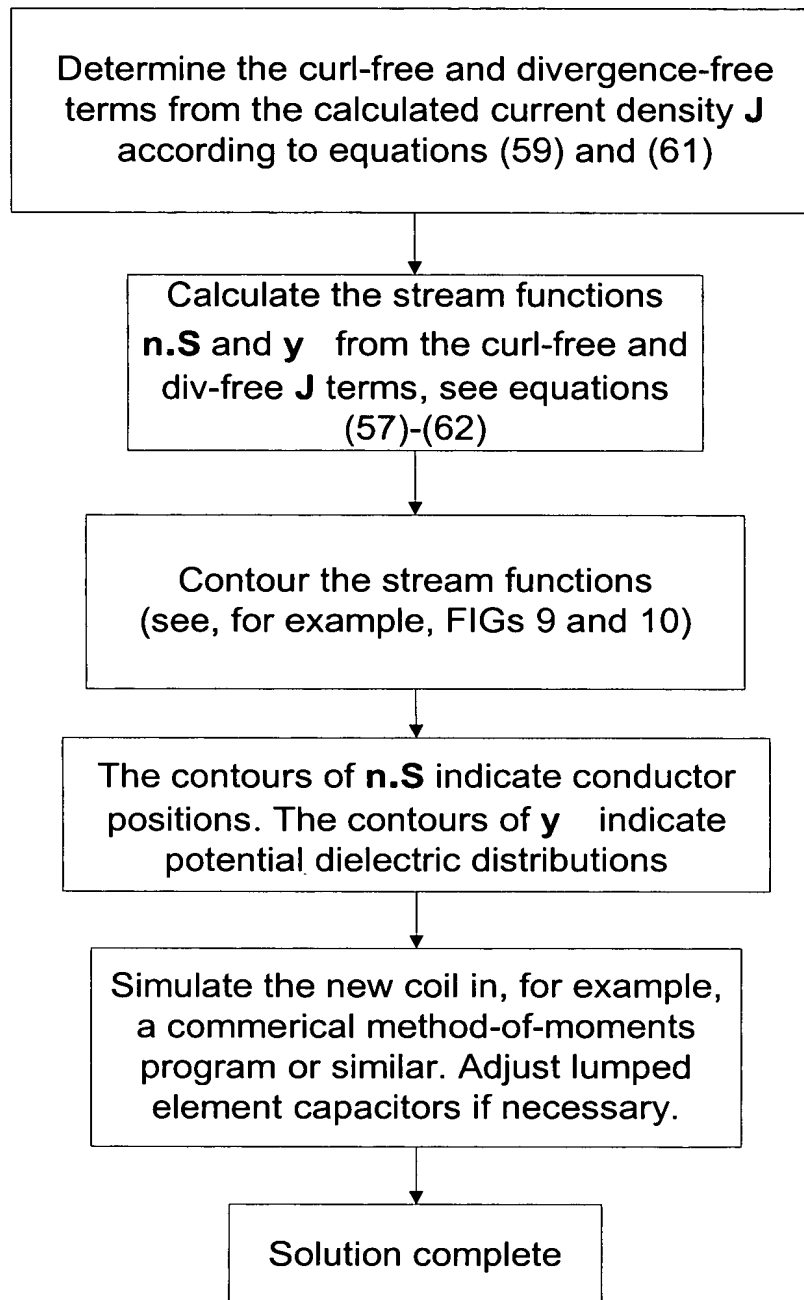 Determine the curl-free and divergence-free
terms from the calculated current density J
according to equations (59) and (61)
Calculate the stream functions
n.S and y from the curl-free and
div-free J terms, see equations
(57)-(62)
Contour the stream functions
(see, for example, FIGs 9 and 10)
The contours of n.S indicate conductor
positions. The contours of y indicate
potential dielectric distributions
Simulate the new coil in, for example,
a commerical method-of-moments
program or similar. Adjust lumped
element capacitors if necessary.
Solution complete